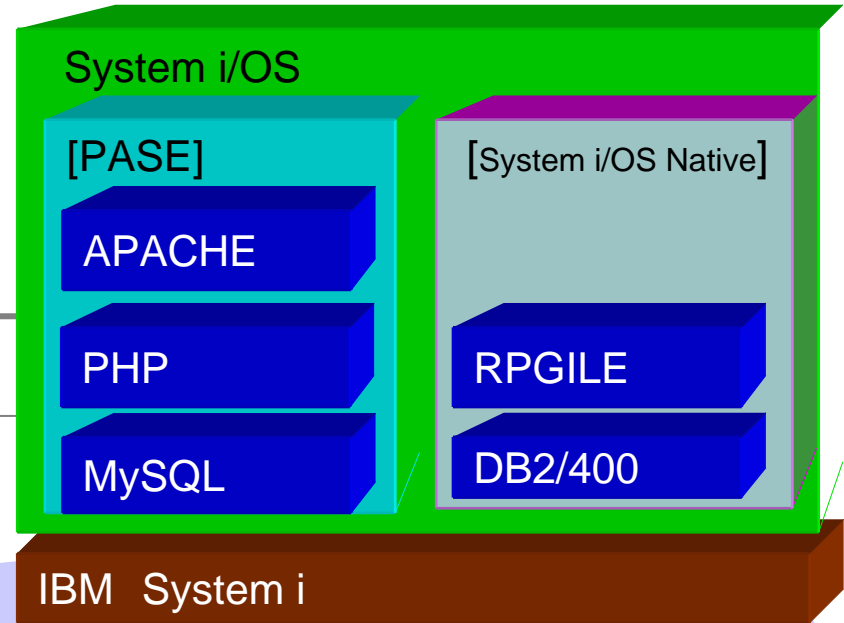 System i/OS
[PASE]
APACHE
PHP
MySQL
[System i/OS Native]
RPGILE
DB2/400
IBM System i